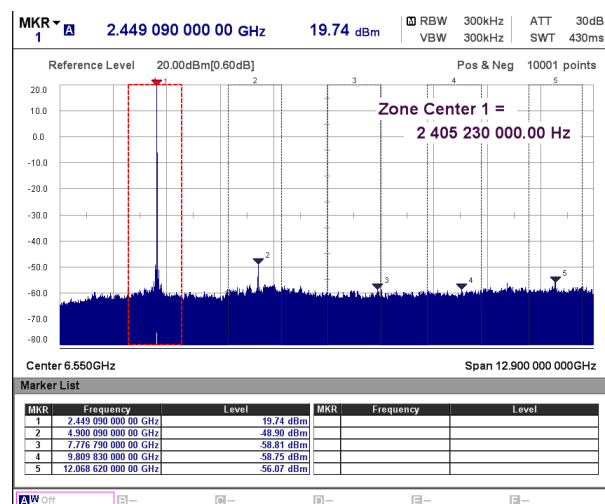 MKR 1 A 2.449 090 000 00 GHz 19.74 dBm M RBW 300kHz ATT 30dB
VBW 300kHz SWT 430ms
Reference Level 20.00dBm[0.60dB] Pos & Neg 10001 points
1 2 3 4 5
20.0
10.0
0.0
-10.0
-20.0
-30.0
-40.0
-50.0
-60.0
-70.0
-80.0
Zone Center 1 =
2 405 230 000.00 Hz
2
3
4
5
Center 6.550GHz Span 12.900 000 000GHz
Marker List
MKR Frequency Level MKR Frequency Level
1 2.449 090 000 00 GHz 19.74 dBm
2 4.900 090 000 00 GHz -48.90 dBm
3 7.776 790 000 00 GHz -58.81 dBm
4 9.809 830 000 00 GHz -58.75 dBm
5 12.068 620 000 00 GHz -56.07 dBm
AW Off B— C— D— E— F—